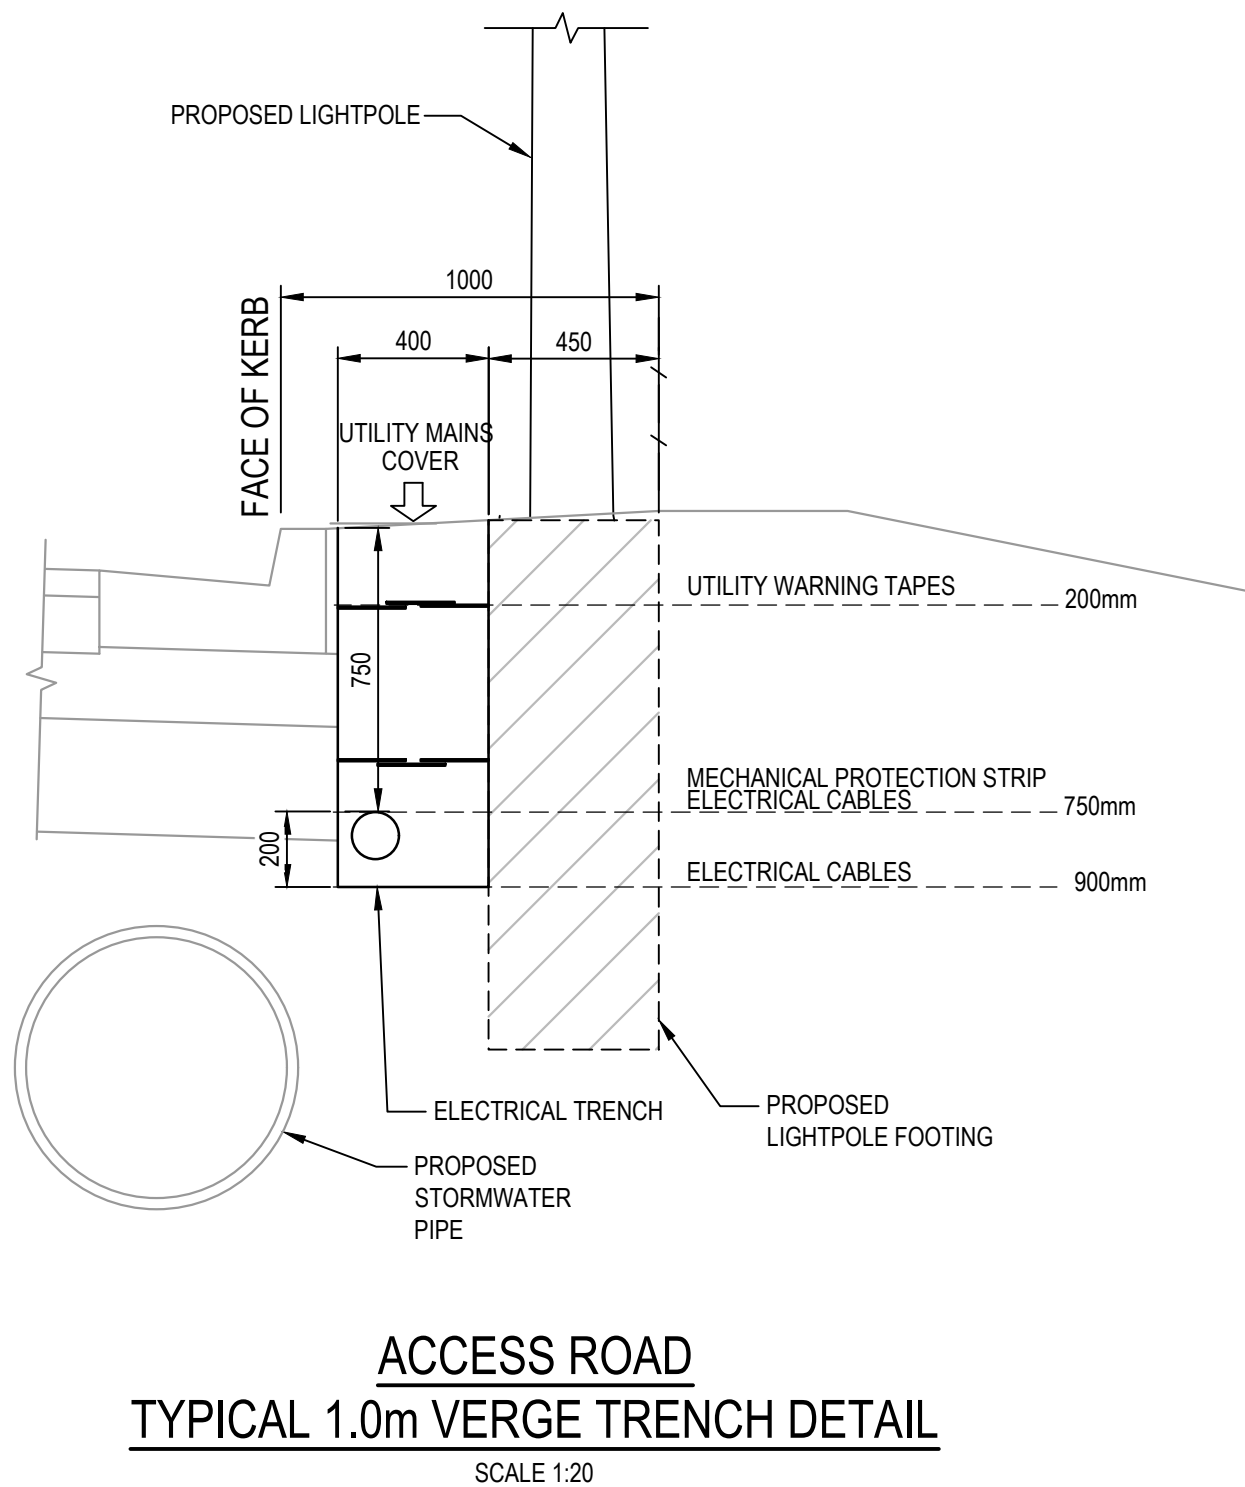 PROPOSED LIGHTPOLE
1000
FACE OF KERB
400
450
UTILITY MAINS
COVER
UTILITY WARNING TAPES
200mm
750
MECHANICAL PROTECTION STRIP
ELECTRICAL CABLES
750mm
200
ELECTRICAL CABLES
900mm
ELECTRICAL TRENCH
PROPOSED
LIGHTPOLE FOOTING
PROPOSED
STORMWATER
PIPE
ACCESS ROAD
TYPICAL 1.0m VERGE TRENCH DETAIL
SCALE 1:20